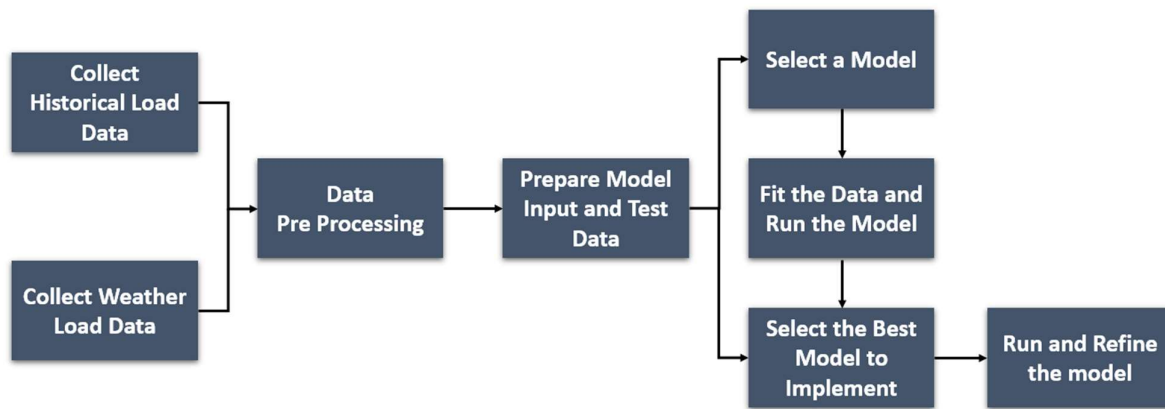 Collect
Historical Load
Data
Collect Weather
Load Data
Data
Pre Processing
Prepare Model
Input and Test
Data
Select a Model
Fit the Data and
Run the Model
Select the Best
Model to
Implement
Run and Refine
the model